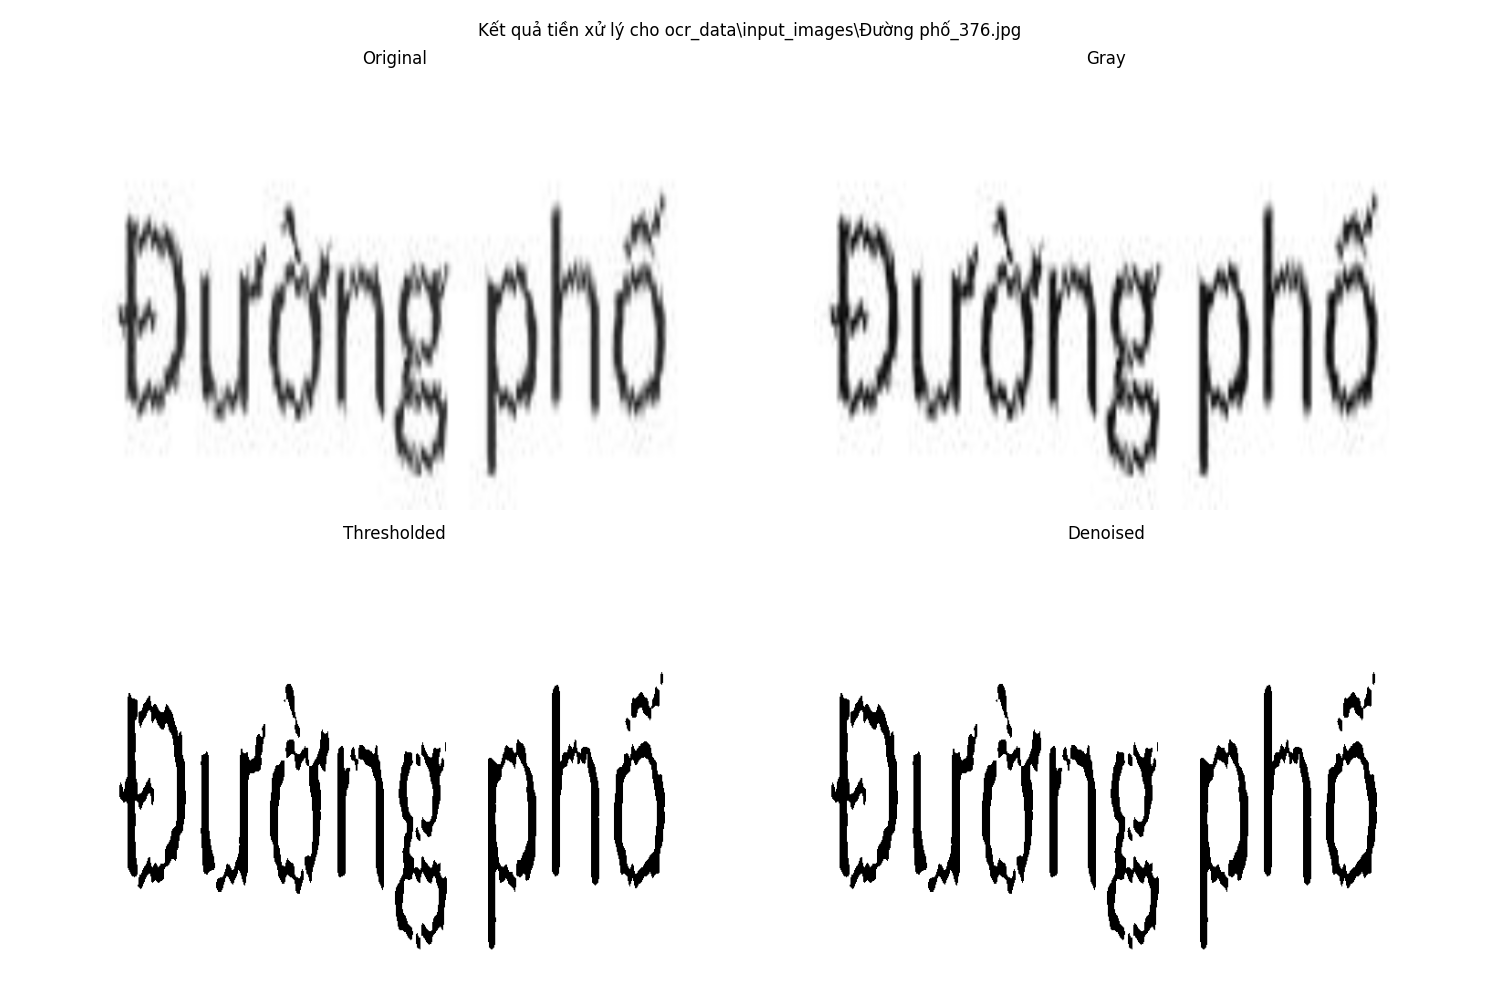 Kết quả tiền xử lý cho ocr_data\input_images\Đường phố_376.jpg
Original
Gray
Đường phố
Đường phố
Thresholded
Denoised
Đường phố
Đường phố